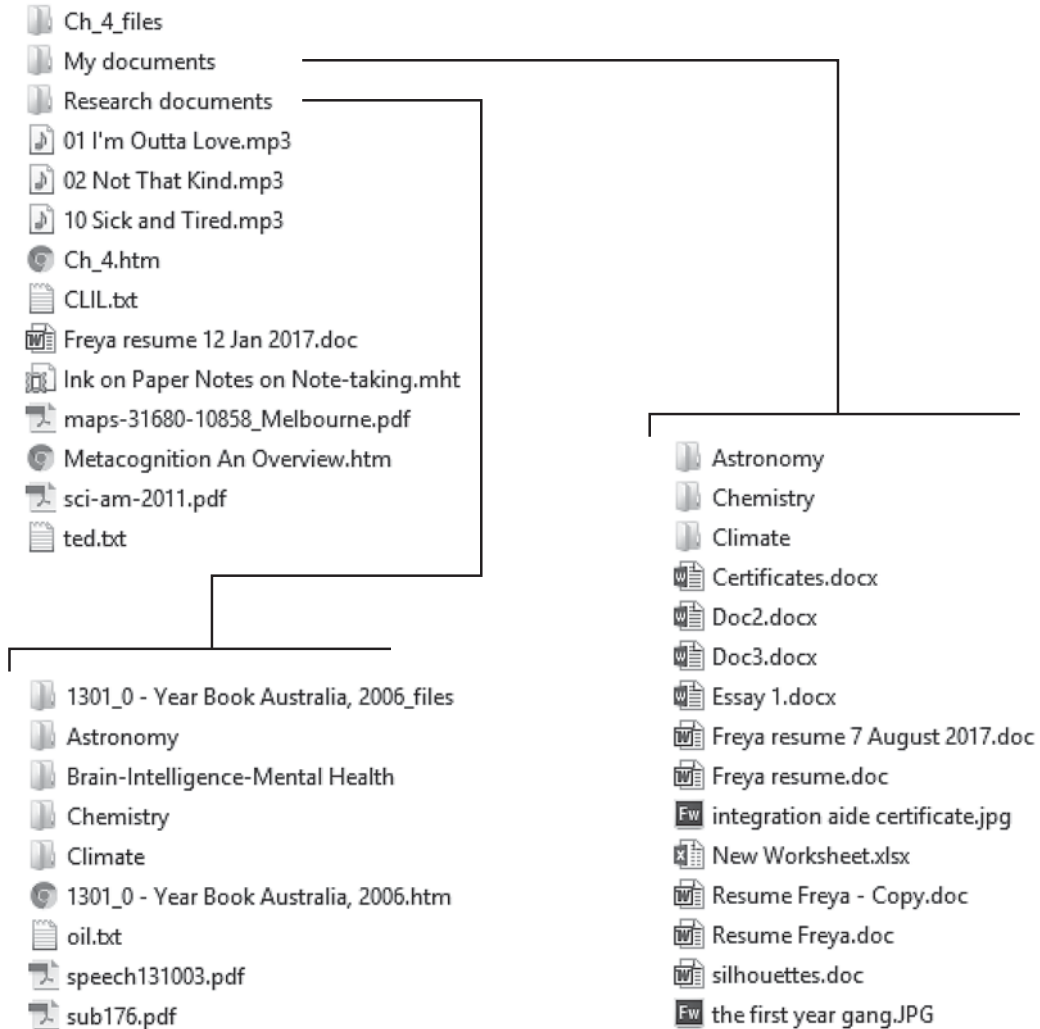 Ch_4_files
My documents
Research documents
01 I'm Outta Love.mp3
02 Not That Kind.mp3
10 Sick and Tired.mp3
Ch_4.htm
CLIL.txt
Freya resume 12 Jan 2017.doc
Ink on Paper Notes on Note-taking.mht
maps-31680-10858_Melbourne.pdf
Metacognition An Overview.htm
sci-am-2011.pdf
ted.txt
1301_0 - Year Book Australia, 2006_files
Astronomy
Brain-Intelligence-Mental Health
Chemistry
Climate
1301_0 - Year Book Australia, 2006.htm
oil.txt
speech131003.pdf
sub176.pdf
Astronomy
Chemistry
Climate
Certificates.docx
Doc2.docx
Doc3.docx
Essay 1.docx
Freya resume 7 August 2017.doc
Freya resume.doc
integration aide certificate.jpg
New Worksheet.xlsx
Resume Freya - Copy.doc
Resume Freya.doc
silhouettes.doc
the first year gang.JPG